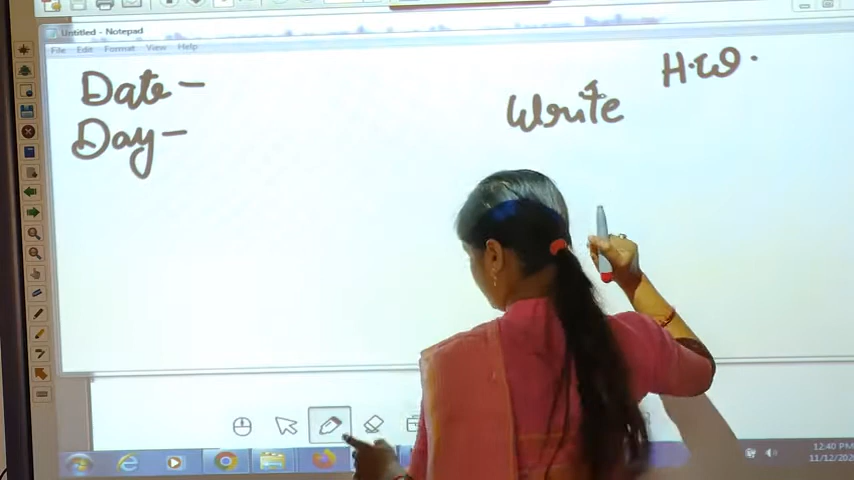 Untitled - Notepad
File Edit Format View Help
Date -
Day -
H.W.
Write
12:40 PM